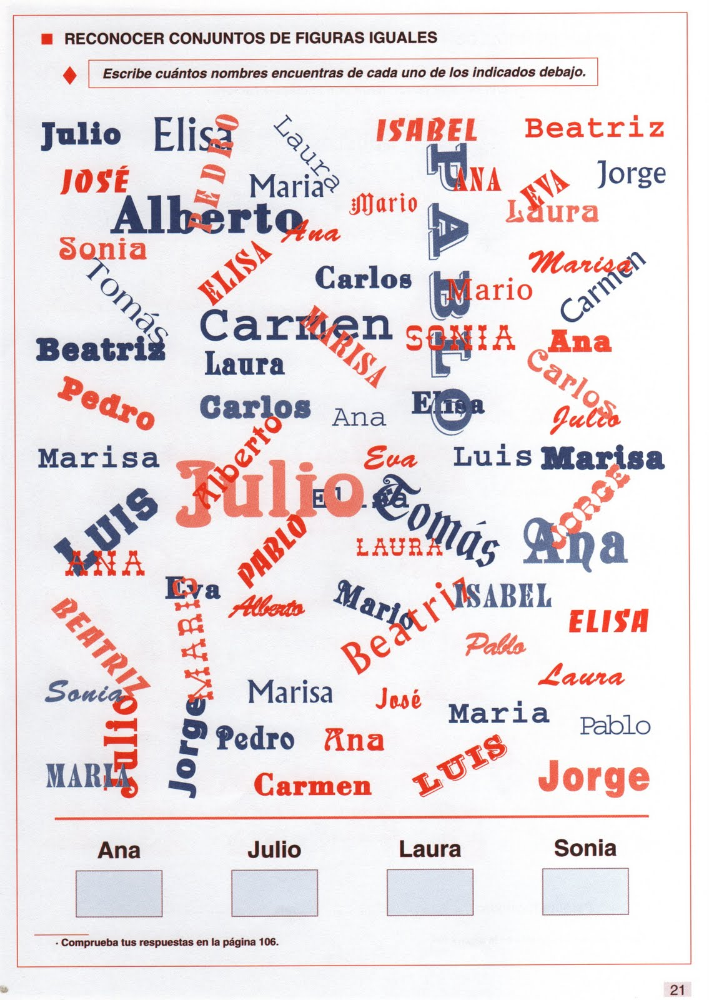 RECONOCER CONJUNTOS DE FIGURAS IGUALES
Escribe cuántos nombres encuentras de cada uno de los indicados debajo.
Julio
Elisa
PEDRO
Laura
ISABEL
Beatriz
JOSÉ
Maria
PABLO
ANA
EVA
Jorge
Alberto
Mario
Laura
Sonia
Ana
ELISA
Marisa
Carmen
Tomás
Carlos
Mario
Carmen
MARISA
SONIA
Ana
Beatriz
Laura
Carlos
Pedro
Carlos
Ana
Elisa
Julio
Marisa
Alberto
Eva
Luis
Marisa
Julio
Elisa
Tomás
JORGE
LUIS
ANA
PABLO
LAURA
Ana
Eva
MARIO
Alberto
Mario
Beatriz
ISABEL
ELISA
BEATRIZ
Pablo
Laura
Sonia
Marisa
José
Maria
Pablo
Julio
Jorge
Pedro
Ana
LUIS
MARIA
Carmen
Jorge
Ana
Julio
Laura
Sonia
· Comprueba tus respuestas en la página 106.
21